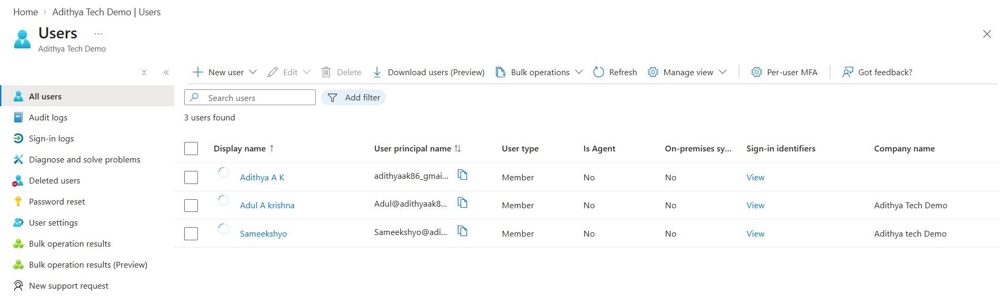 Home > Adithya Tech Demo | Users
Users ...
Adithya Tech Demo
New user Edit Delete Download users (Preview) Bulk operations Refresh Manage view Per-user MFA Got feedback?
All users
Audit logs
Sign-in logs
Diagnose and solve problems
Deleted users
Password reset
User settings
Bulk operation results
Bulk operation results (Preview)
New support request
Search users Add filter
3 users found
Display name ↑ User principal name ↑↓ User type Is Agent On-premises sy... Sign-in identifiers Company name
Adithya A K adithyaak86_gmai... Member No No View
Adul A krishna Adul@adithyaak8... Member No No View Adithya Tech Demo
Sameekshyo Sameekshyo@adi... Member No No View Adithya tech Demo